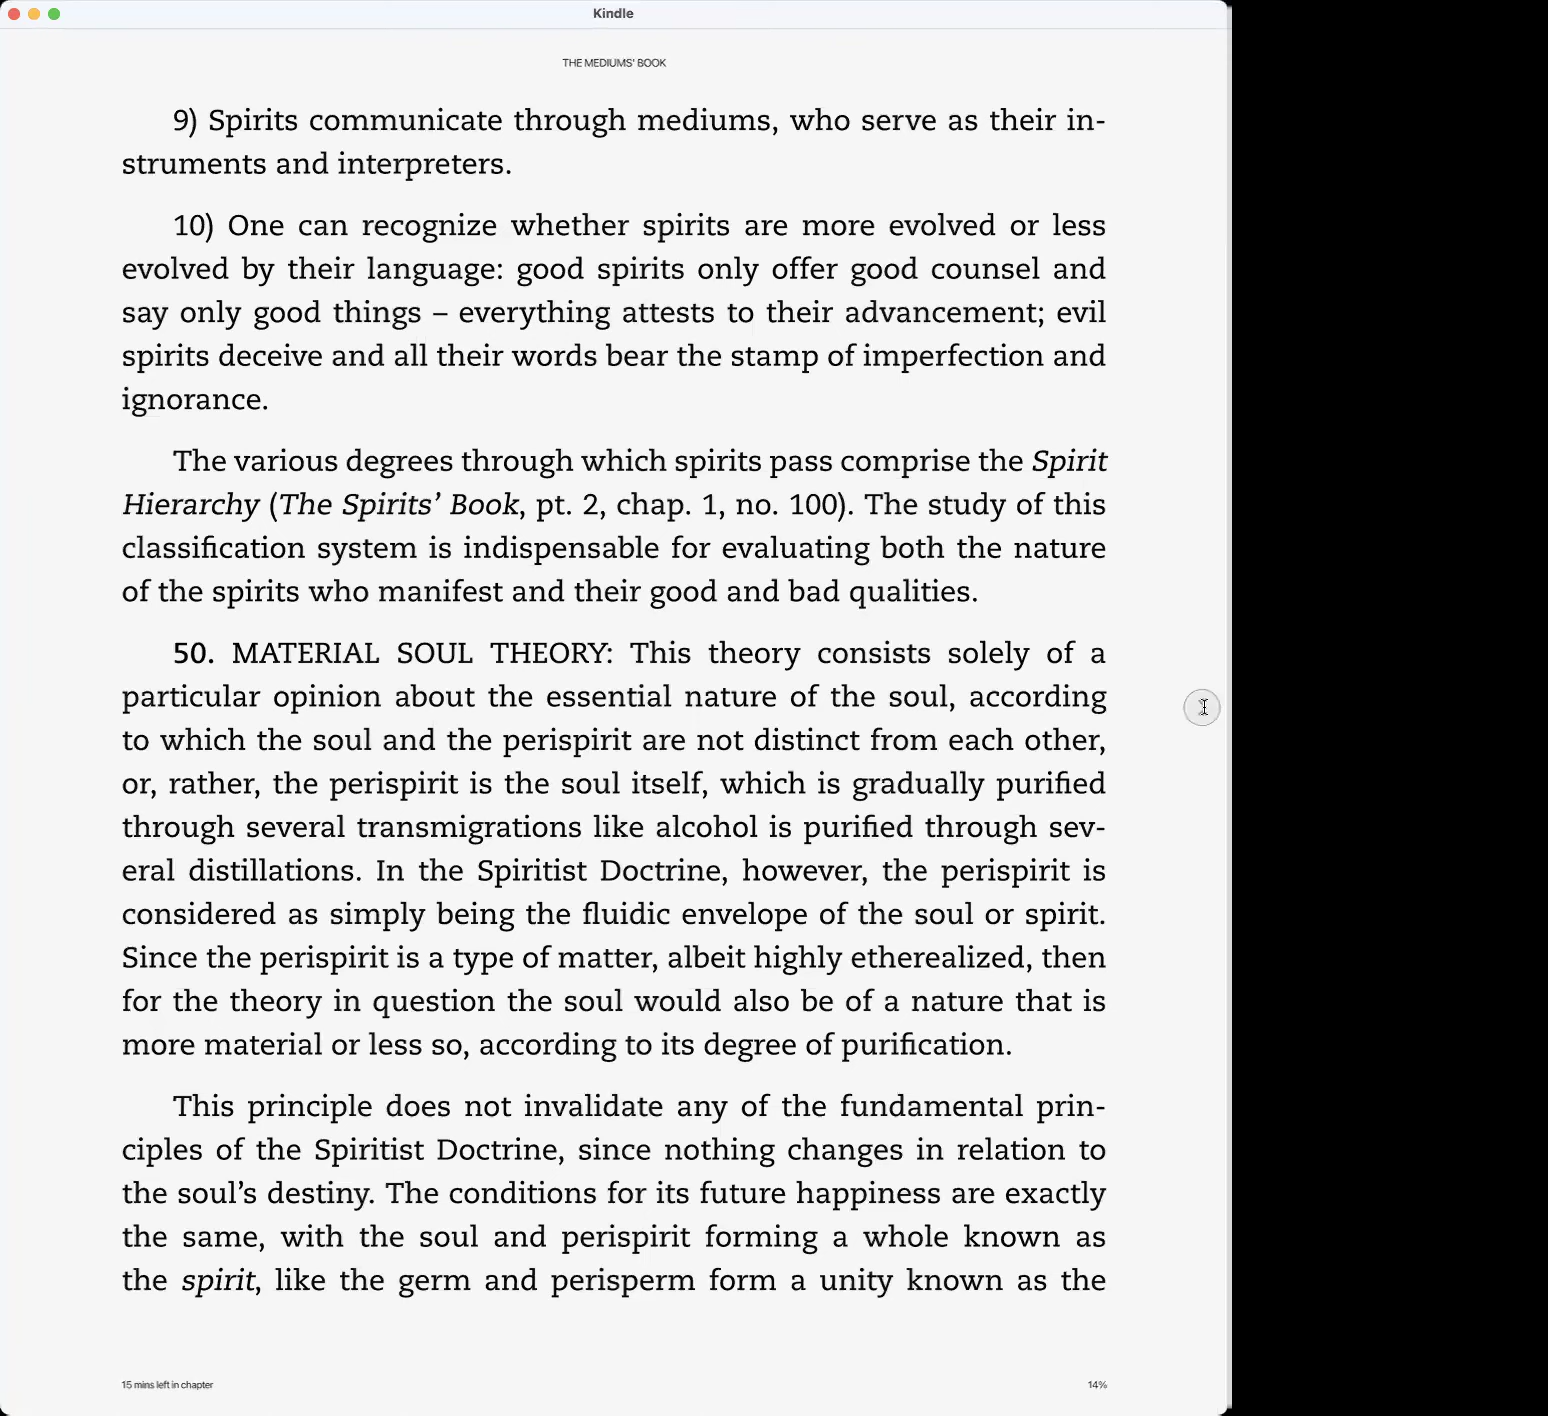 Kindle
THE MEDIUMS' BOOK
9) Spirits communicate through mediums, who serve as their in-
struments and interpreters.
10) One can recognize whether spirits are more evolved or less
evolved by their language: good spirits only offer good counsel and
say only good things – everything attests to their advancement; evil
spirits deceive and all their words bear the stamp of imperfection and
ignorance.
The various degrees through which spirits pass comprise the Spirit
Hierarchy (The Spirits’ Book, pt. 2, chap. 1, no. 100). The study of this
classification system is indispensable for evaluating both the nature
of the spirits who manifest and their good and bad qualities.
50. MATERIAL SOUL THEORY: This theory consists solely of a
particular opinion about the essential nature of the soul, according
to which the soul and the perispirit are not distinct from each other,
or, rather, the perispirit is the soul itself, which is gradually purified
through several transmigrations like alcohol is purified through sev-
eral distillations. In the Spiritist Doctrine, however, the perispirit is
considered as simply being the fluidic envelope of the soul or spirit.
Since the perispirit is a type of matter, albeit highly etherealized, then
for the theory in question the soul would also be of a nature that is
more material or less so, according to its degree of purification.
This principle does not invalidate any of the fundamental prin-
ciples of the Spiritist Doctrine, since nothing changes in relation to
the soul’s destiny. The conditions for its future happiness are exactly
the same, with the soul and perispirit forming a whole known as
the spirit, like the germ and perisperm form a unity known as the
15 mins left in chapter
14%